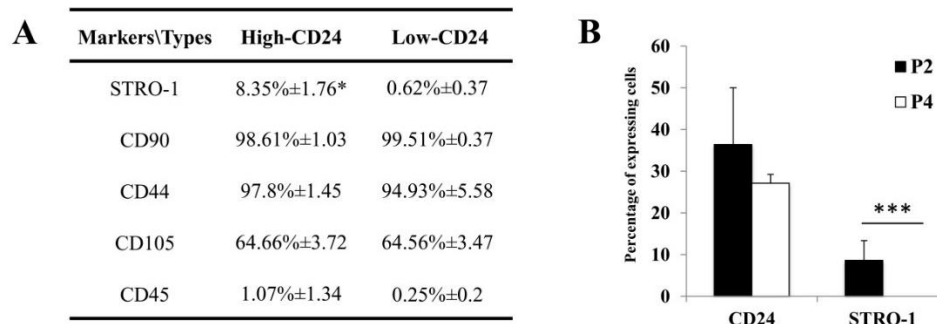 A
Markers\Types High-CD24 Low-CD24
STRO-1 8.35%±1.76* 0.62%±0.37
CD90 98.61%±1.03 99.51%±0.37
CD44 97.8%±1.45 94.93%±5.58
CD105 64.66%±3.72 64.56%±3.47
CD45 1.07%±1.34 0.25%±0.2
B
Percentage of expressing cells
60
50
40
30
20
10
0
P2
P4
***
CD24 STRO-1